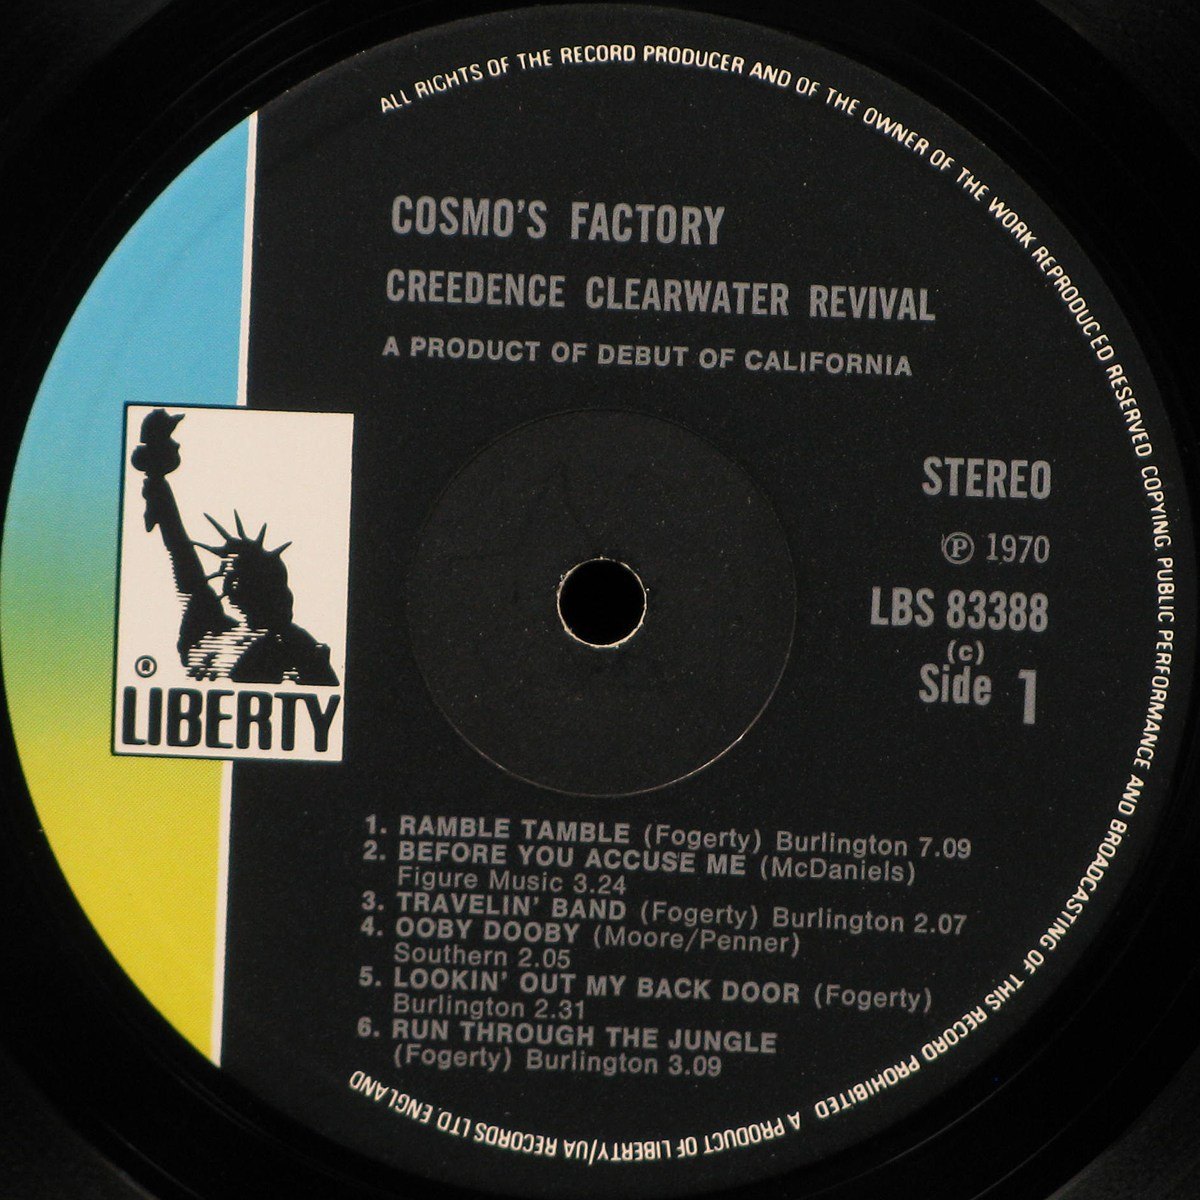 ALL RIGHTS OF THE RECORD PRODUCER AND OF THE OWNER OF THE WORK REPRODUCED RESERVED COPYING, PUBLIC PERFORMANCE AND BROADCASTING OF THIS RECORD PROHIBITED A PRODUCT OF LIBERTY/UA RECORDS LTD ENGLAND
COSMO'S FACTORY
CREEDENCE CLEARWATER REVIVAL
A PRODUCT OF DEBUT OF CALIFORNIA
STEREO
℗ 1970
LBS 83388
(c)
Side 1
®
LIBERTY
1. RAMBLE TAMBLE (Fogerty) Burlington 7.09
2. BEFORE YOU ACCUSE ME (McDaniels)
Figure Music 3.24
3. TRAVELIN' BAND (Fogerty) Burlington 2.07
4. OOBY DOOBY (Moore/Penner)
Southern 2.05
5. LOOKIN' OUT MY BACK DOOR (Fogerty)
Burlington 2.31
6. RUN THROUGH THE JUNGLE
(Fogerty) Burlington 3.09